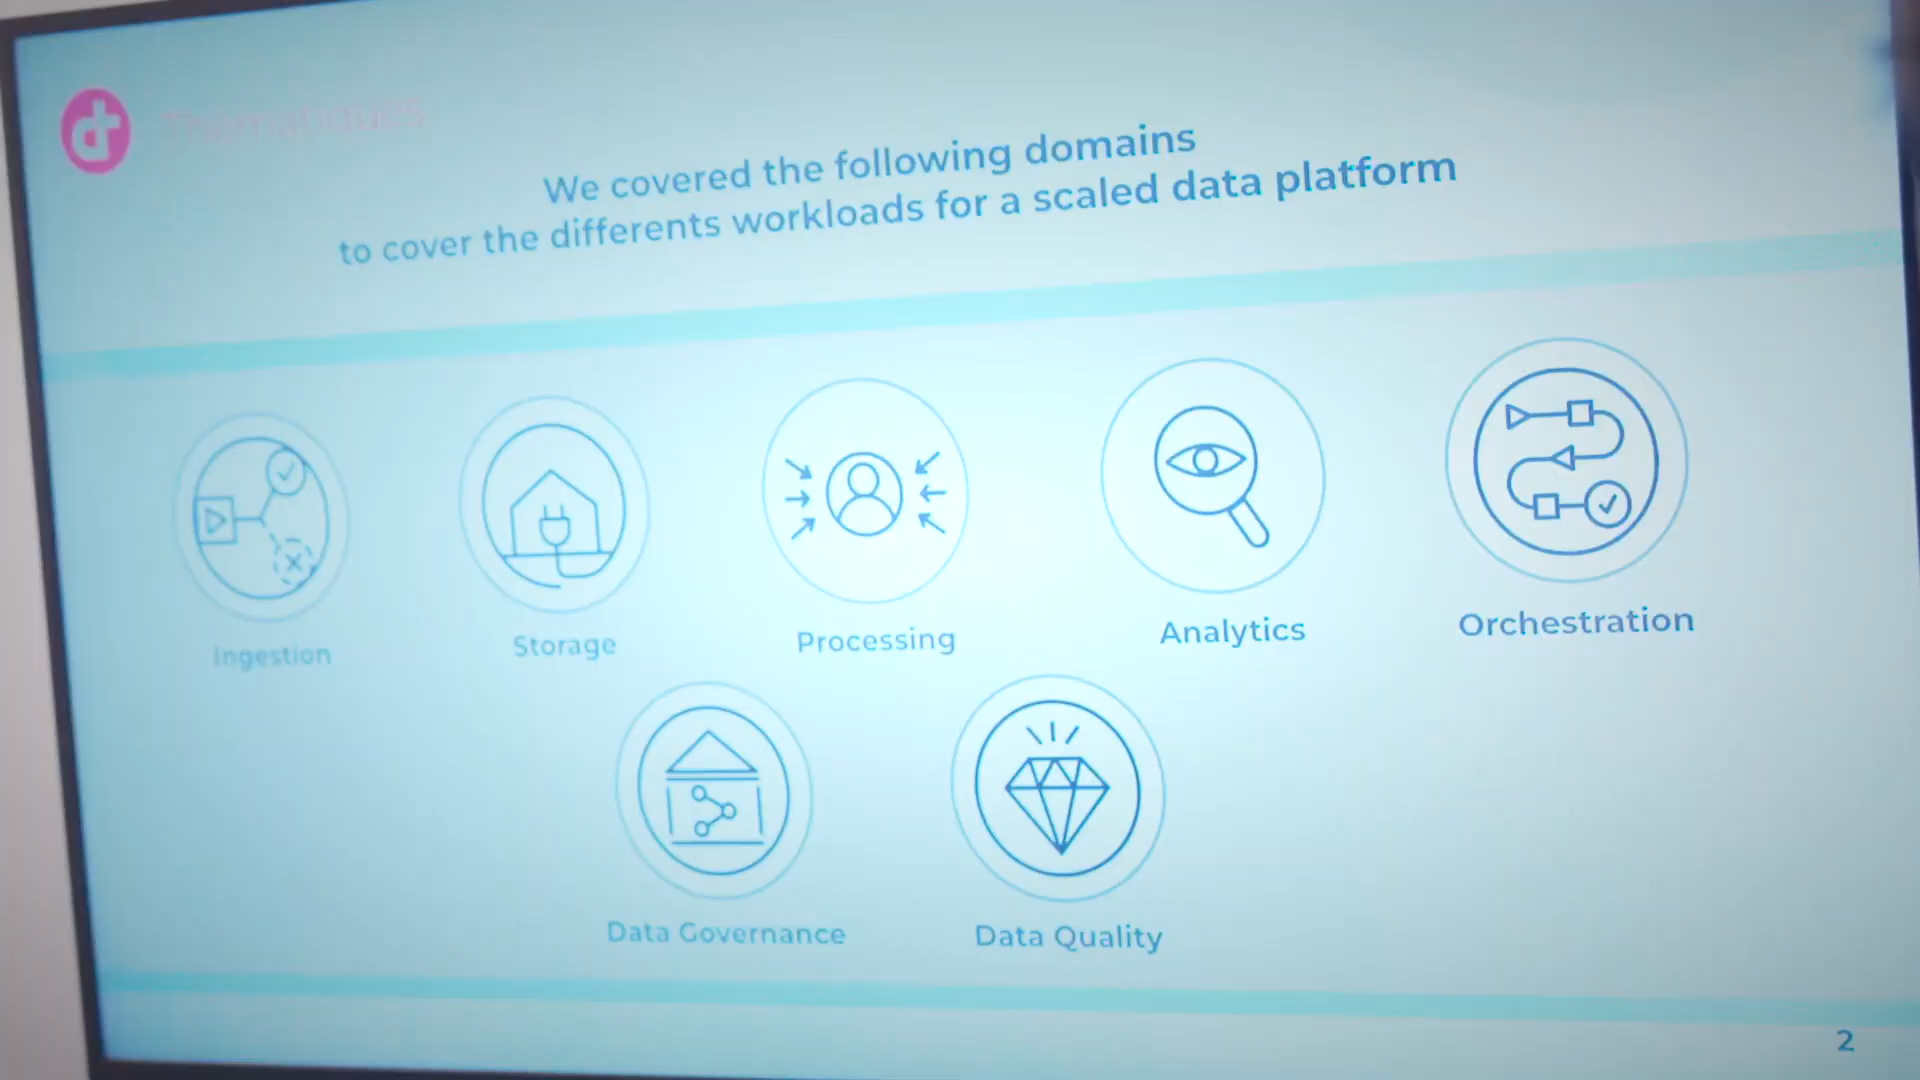 Thématiques
We covered the following domains
to cover the differents workloads for a scaled data platform
Ingestion
Storage
Processing
Analytics
Orchestration
Data Governance
Data Quality
2